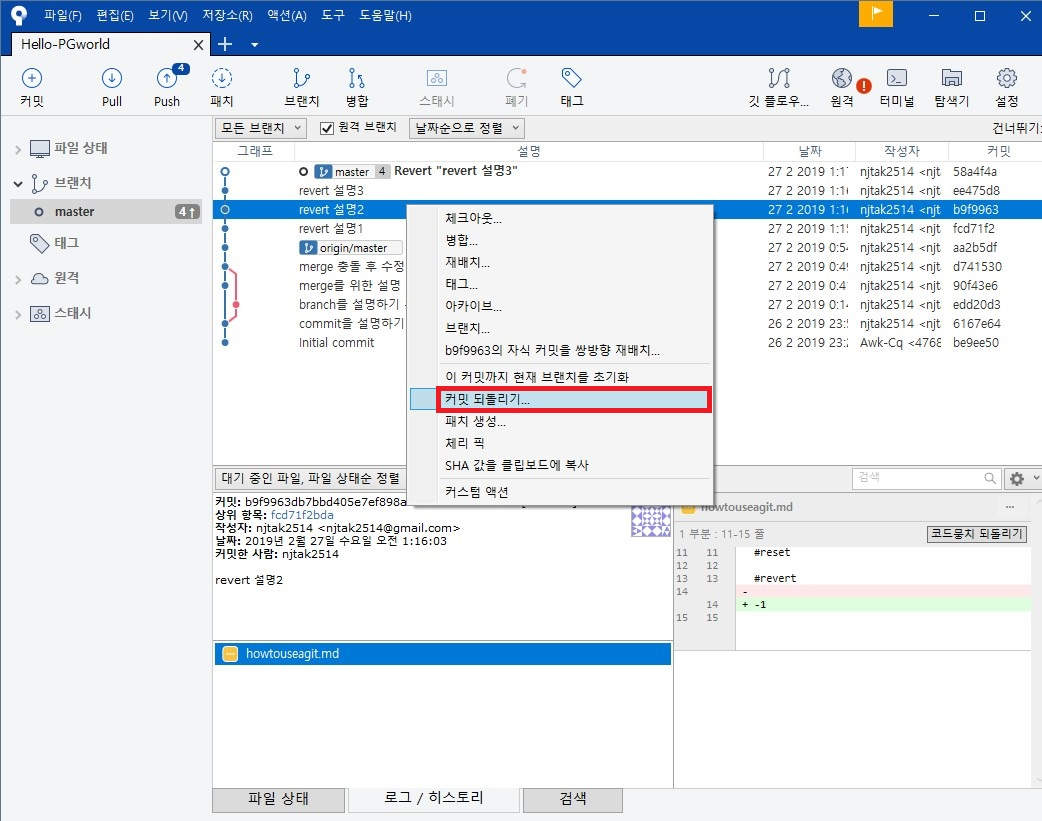 파일(F) 편집(E) 보기(V) 저장소(R) 액션(A) 도구 도움말(H)
Hello-PGworld
4
커밋 Pull Push 패치 브랜치 병합 스태시 폐기 태그 깃 플로우... 원격 터미널 탐색기 설정
모든 브랜치 원격 브랜치 날짜순으로 정렬 건너뛰기:
그래프 설명 날짜 작성자 커밋
파일 상태
브랜치
master 4↑
태그
원격
스태시
master 4 Revert "revert 설명3" 27 2 2019 1:1 njtak2514 <njta 58a4f4a
revert 설명3 27 2 2019 1:1 njtak2514 <njta ee475d8
revert 설명2 27 2 2019 1:1 njtak2514 <njta b9f9963
revert 설명1 27 2 2019 1:1 njtak2514 <njta fcd71f2
origin/master 27 2 2019 0:5 njtak2514 <njta aa2b5df
merge 충돌 후 수정 27 2 2019 0:4 njtak2514 <njta d741530
merge를 위한 설명 27 2 2019 0:4 njtak2514 <njta 90f43e6
branch를 설명하기 27 2 2019 0:1 njtak2514 <njta edd20d3
commit을 설명하기 26 2 2019 23: njtak2514 <njta 6167e64
Initial commit 26 2 2019 23: Awk-Cq <4768 be9ee50
체크아웃...
병합...
재배치...
태그...
아카이브...
브랜치...
b9f9963의 자식 커밋을 쌍방향 재배치...
이 커밋까지 현재 브랜치를 초기화
커밋 되돌리기...
패치 생성...
체리 픽
SHA 값을 클립보드에 복사
커스텀 액션
대기 중인 파일, 파일 상태순 정렬 검색
커밋: b9f9963db7bbd405e7ef898a
상위 항목: fcd71f2bda
작성자: njtak2514 <njtak2514@gmail.com>
날짜: 2019년 2월 27일 수요일 오전 1:16:03
커밋한 사람: njtak2514
revert 설명2
howtouseagit.md
howtouseagit.md ...
1 부분 : 11-15 줄 코드뭉치 되돌리기
11 11 #reset
12 12
13 13 #revert
14 -
14 + -1
15 15
파일 상태 로그 / 히스토리 검색